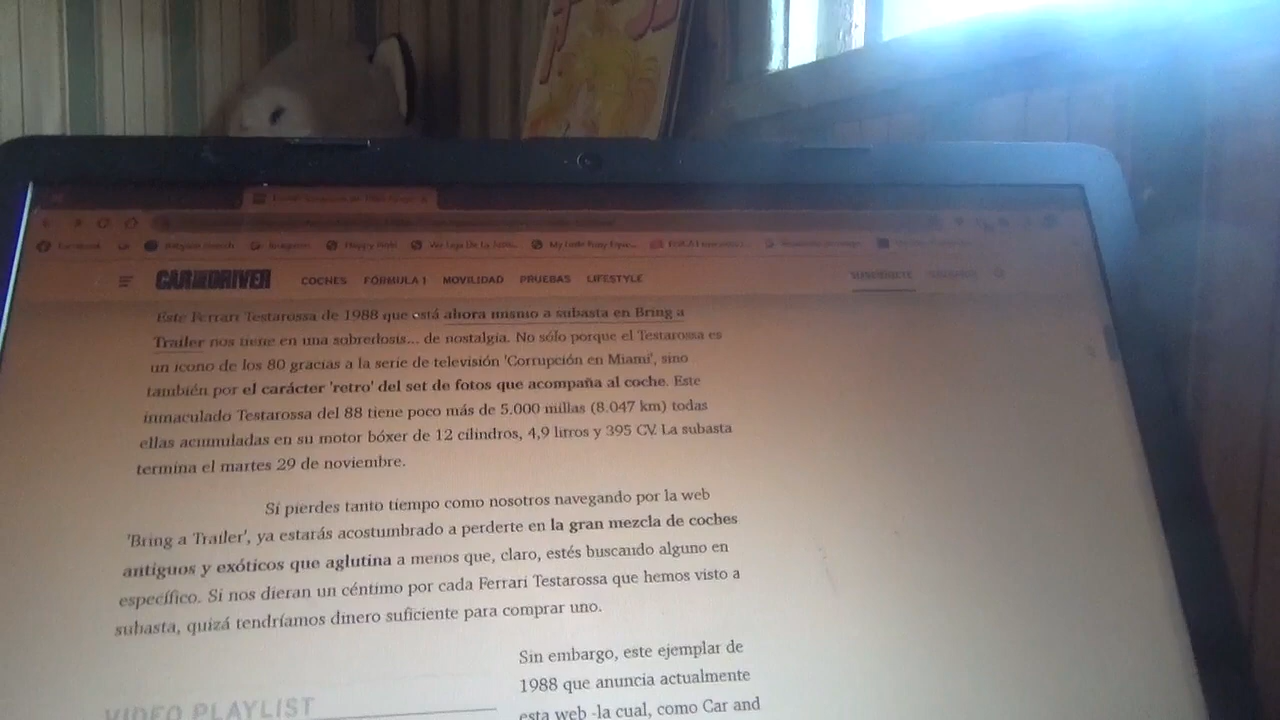 Facebook
CAR AND DRIVER COCHES FÓRMULA 1 MOVILIDAD PRUEBAS LIFESTYLE SUSCRÍBETE
Este Ferrari Testarossa de 1988 que está ahora mismo a subasta en Bring a
Trailer nos tiene en una sobredosis... de nostalgia. No sólo porque el Testarossa es
un icono de los 80 gracias a la serie de televisión 'Corrupción en Miami', sino
también por el carácter 'retro' del set de fotos que acompaña al coche. Este
inmaculado Testarossa del 88 tiene poco más de 5.000 millas (8.047 km) todas
ellas acumuladas en su motor bóxer de 12 cilindros, 4,9 litros y 395 CV. La subasta
termina el martes 29 de noviembre.
Si pierdes tanto tiempo como nosotros navegando por la web
'Bring a Trailer', ya estarás acostumbrado a perderte en la gran mezcla de coches
antiguos y exóticos que aglutina a menos que, claro, estés buscando alguno en
específico. Si nos dieran un céntimo por cada Ferrari Testarossa que hemos visto a
subasta, quizá tendríamos dinero suficiente para comprar uno.
Sin embargo, este ejemplar de
1988 que anuncia actualmente
esta web -la cual, como Car and
VIDEO PLAYLIST